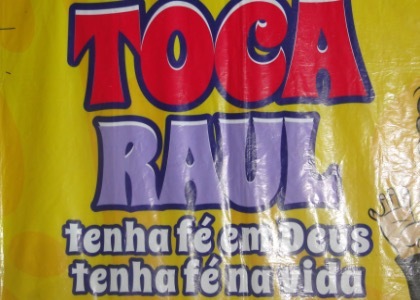 TOCA
RAUL
tenha fé em Deus
tenha fé na vida